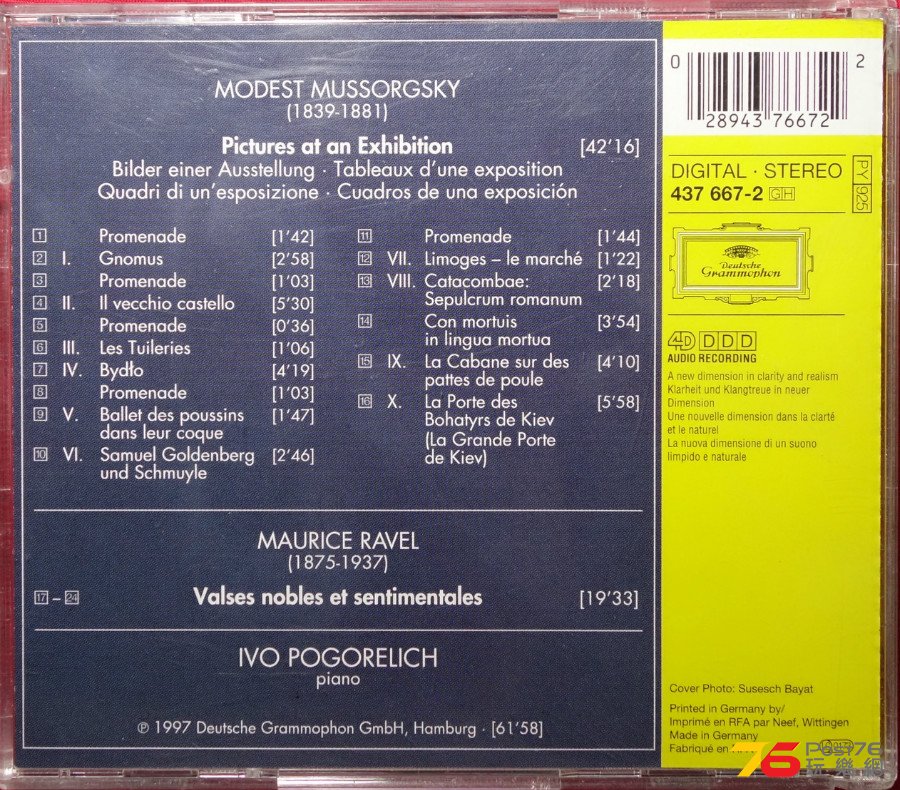 MODEST MUSSORGSKY
(1839-1881)
Pictures at an Exhibition [42'16]
Bilder einer Ausstellung · Tableaux d'une exposition
Quadri di un'esposizione · Cuadros de una exposición
1 Promenade [1'42]
2 I. Gnomus [2'58]
3 Promenade [1'03]
4 II. Il vecchio castello [5'30]
5 Promenade [0'36]
6 III. Les Tuileries [1'06]
7 IV. Bydło [4'19]
8 Promenade [1'03]
9 V. Ballet des poussins [1'47]
dans leur coque
10 VI. Samuel Goldenberg [2'46]
und Schmuyle
11 Promenade [1'44]
12 VII. Limoges – le marché [1'22]
13 VIII. Catacombae: [2'18]
Sepulcrum romanum
14 Con mortuis [3'54]
in lingua mortua
15 IX. La Cabane sur des [4'10]
pattes de poule
16 X. La Porte des [5'58]
Bohatyrs de Kiev
(La Grande Porte
de Kiev)
MAURICE RAVEL
(1875-1937)
17 – 24 Valses nobles et sentimentales [19'33]
IVO POGORELICH
piano
℗ 1997 Deutsche Grammophon GmbH, Hamburg · [61'58]
0 28943 76672 2
DIGITAL · STEREO
437 667-2 GH
PY 925
Deutsche
Grammophon
4D DDD
AUDIO RECORDING
A new dimension in clarity and realism
Klarheit und Klangtreue in neuer
Dimension
Une nouvelle dimension dans la clarté
et le naturel
La nuova dimensione di un suono
limpido e naturale
Cover Photo: Susesch Bayat
Printed in Germany by/
Imprimé en RFA par Neef, Wittingen
Made in Germany
Fabriqué en
76 Post76
玩樂網